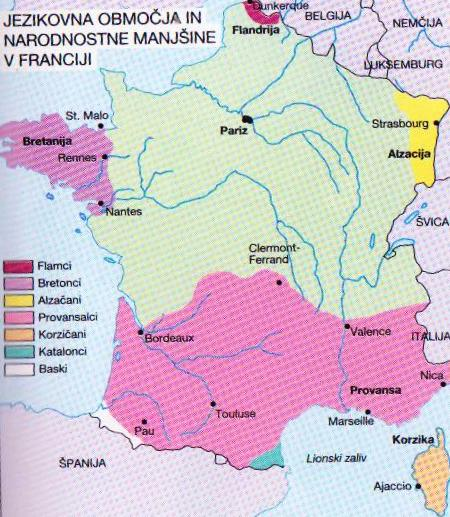 JEZIKOVNA OBMOČJA IN
NARODNOSTNE MANJŠINE
V FRANCIJI
Dunkerque
Flandrija
BELGIJA
NEMČIJA
LUKSEMBURG
St. Malo
Bretanija
Rennes
Pariz
Strasbourg
Alzacija
Nantes
ŠVICA
Clermont-
Ferrand
Flamci
Bretonci
Alzačani
Provansalci
Korzičani
Katalonci
Baski
Bordeaux
Valence
ITALIJA
Provansa
Nica
Toutuse
Marseille
Pau
Korzika
ŠPANIJA
Lionski zaliv
Ajaccio